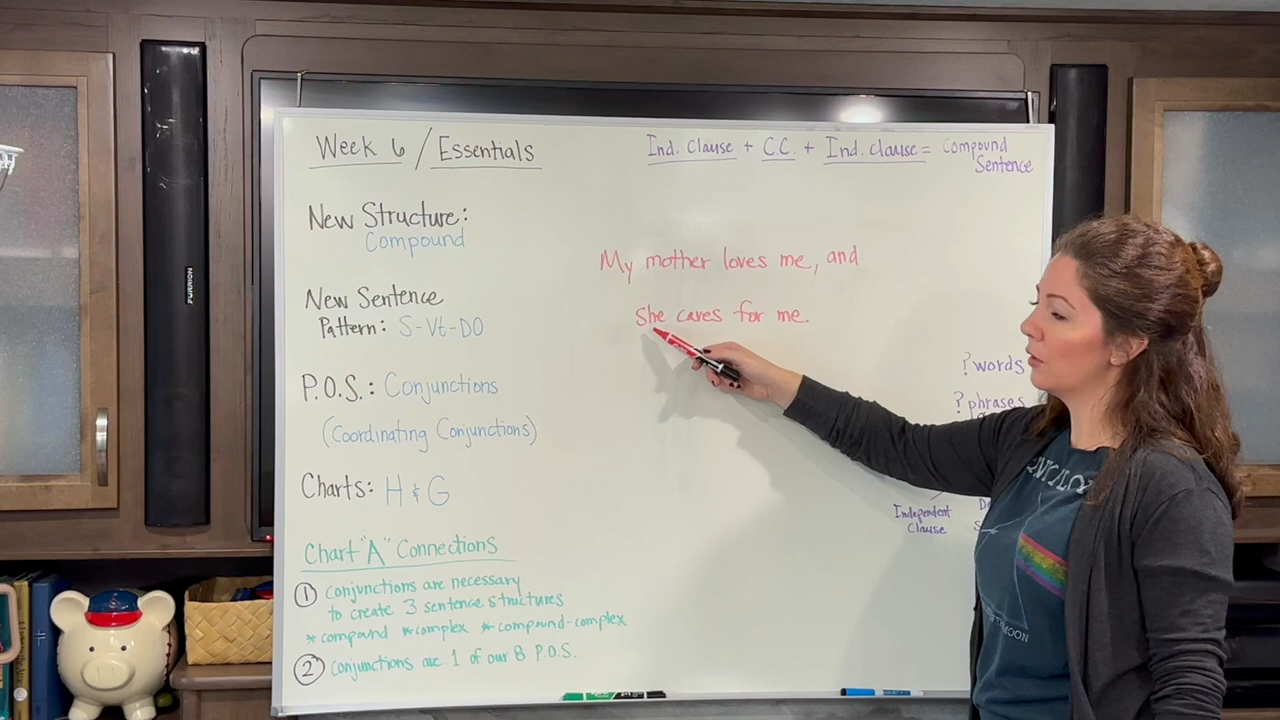 Week 6 / Essentials
Ind. Clause + C.C. + Ind. Clause = Compound
Sentence
New Structure:
Compound
My mother loves me, and
She cares for me.
New Sentence
Pattern: S-Vt-DO
? words
? phrases
P.O.S.: Conjunctions
(Coordinating Conjunctions)
Charts: H & G
Independent
Clause
Chart "A" Connections
① conjunctions are necessary
to create 3 sentence structures
* compound * complex * compound-complex
② conjunctions are 1 of our 8 P.O.S.
FURRION
THE MOON